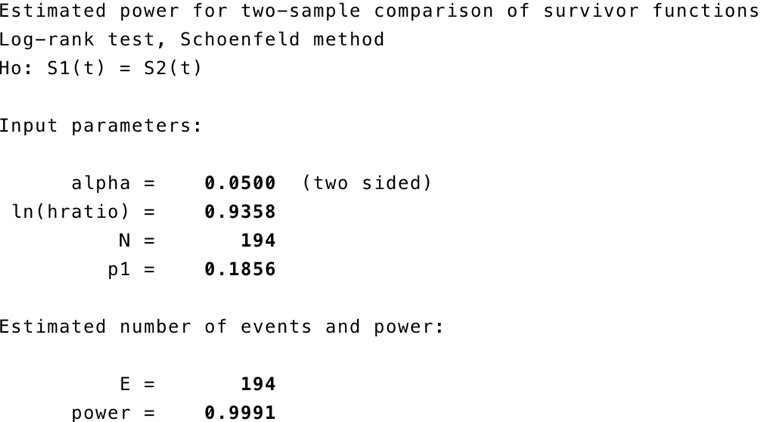 Estimated power for two-sample comparison of survivor functions
Log-rank test, Schoenfeld method
Ho: S1(t) = S2(t)
Input parameters:
alpha = 0.0500 (two sided)
ln(hratio) = 0.9358
N = 194
p1 = 0.1856
Estimated number of events and power:
E = 194
power = 0.9991